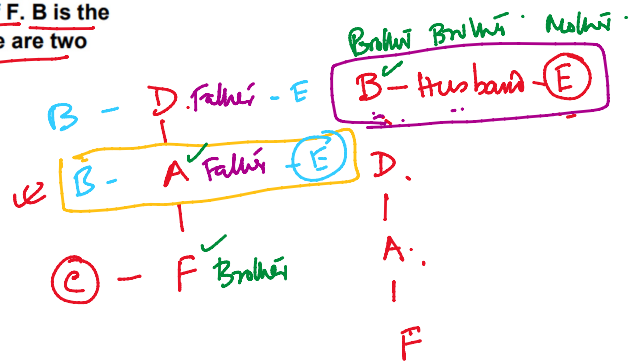 F. B is the
e are two
Brother Brother Mother
B - Husband - E
B - D. Father - E
B - A Father - E
D.
A.
C - F Brother
F